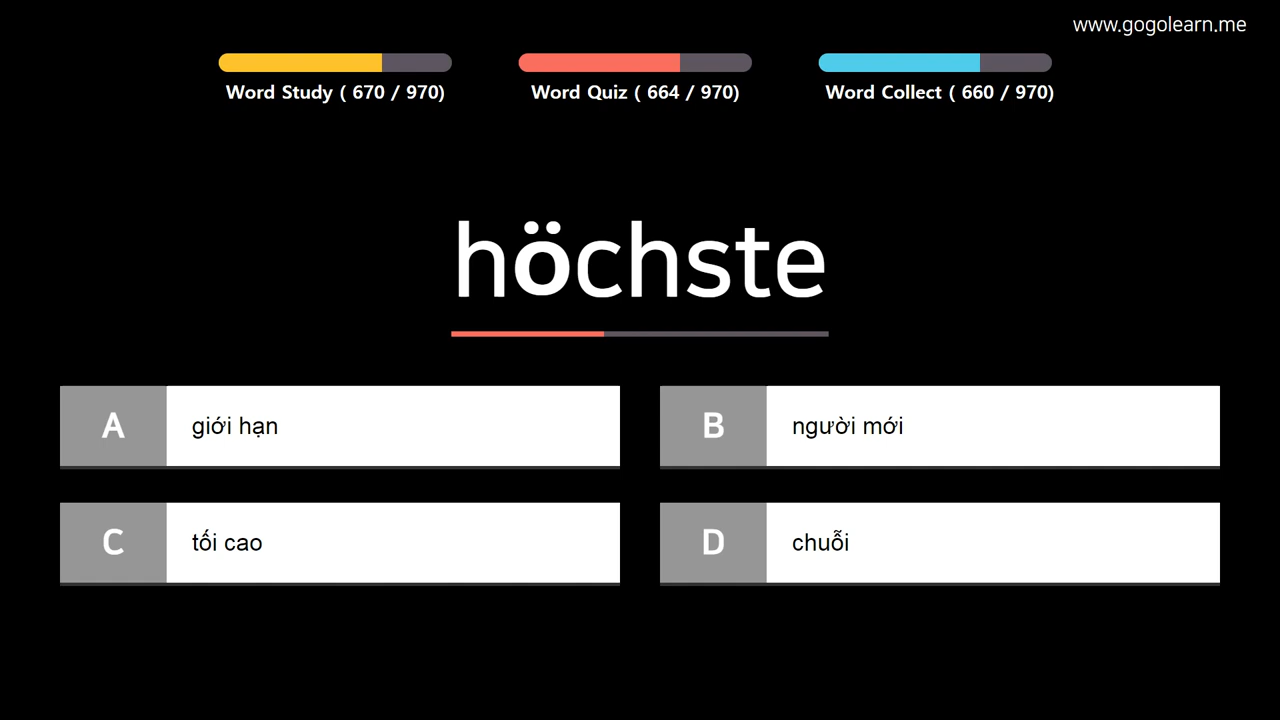 www.gogolearn.me
Word Study ( 670 / 970)
Word Quiz ( 664 / 970)
Word Collect ( 660 / 970)
höchste
A giới hạn
B người mới
C tối cao
D chuỗi